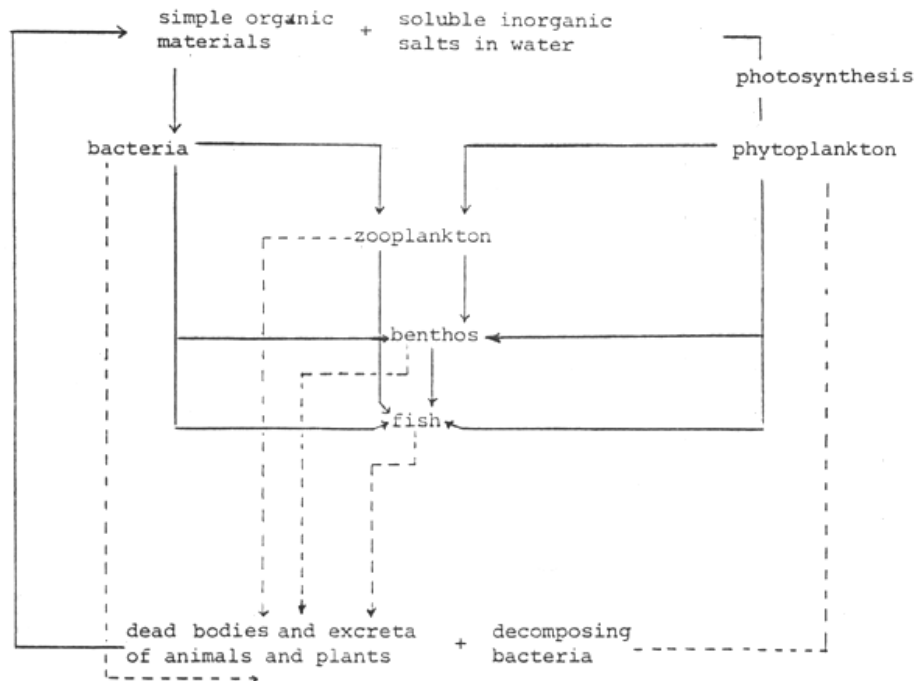 simple organic + soluble inorganic
materials salts in water
photosynthesis
bacteria phytoplankton
zooplankton
benthos
fish
dead bodies and excreta + decomposing
of animals and plants bacteria